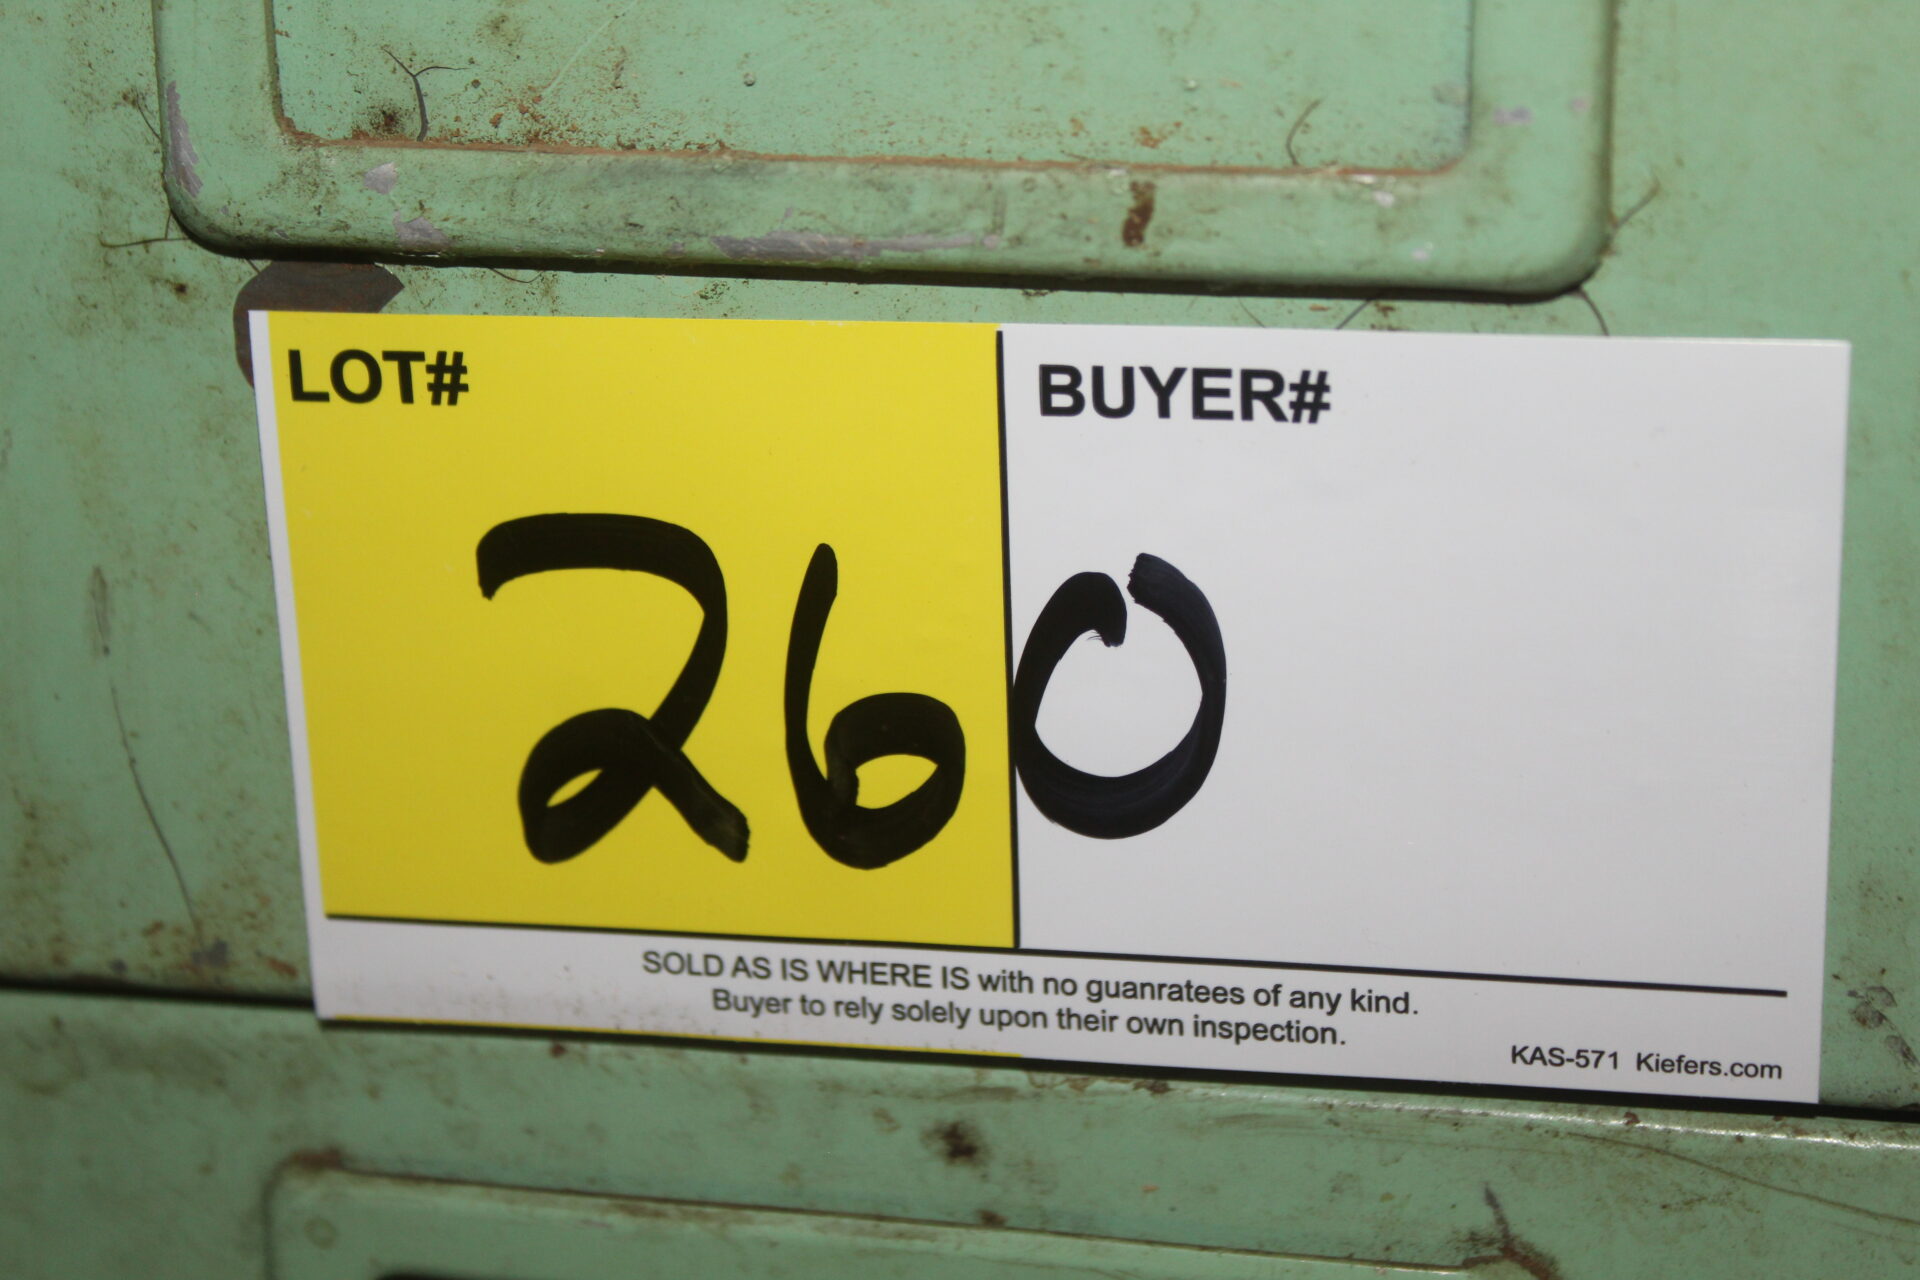 LOT#
BUYER#
260
SOLD AS IS WHERE IS with no guanratees of any kind.
Buyer to rely solely upon their own inspection.
KAS-571 Kiefers.com